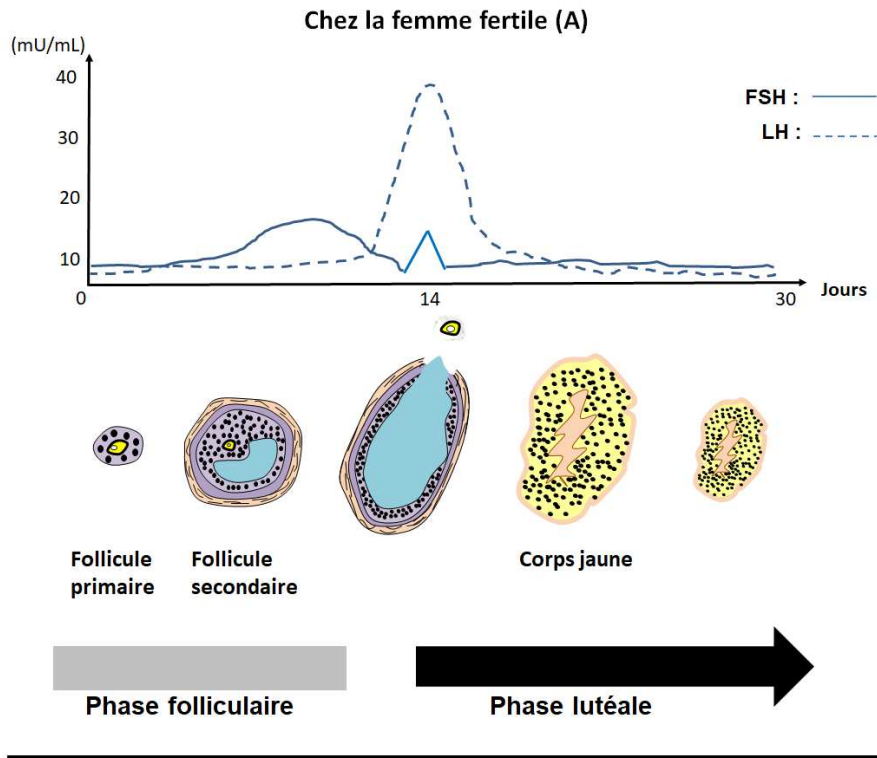 Chez la femme fertile (A)
(mU/mL)
40
30
20
10
FSH :
LH :
0
14
30
Jours
Follicule
primaire
Follicule
secondaire
Corps jaune
Phase folliculaire
Phase lutéale